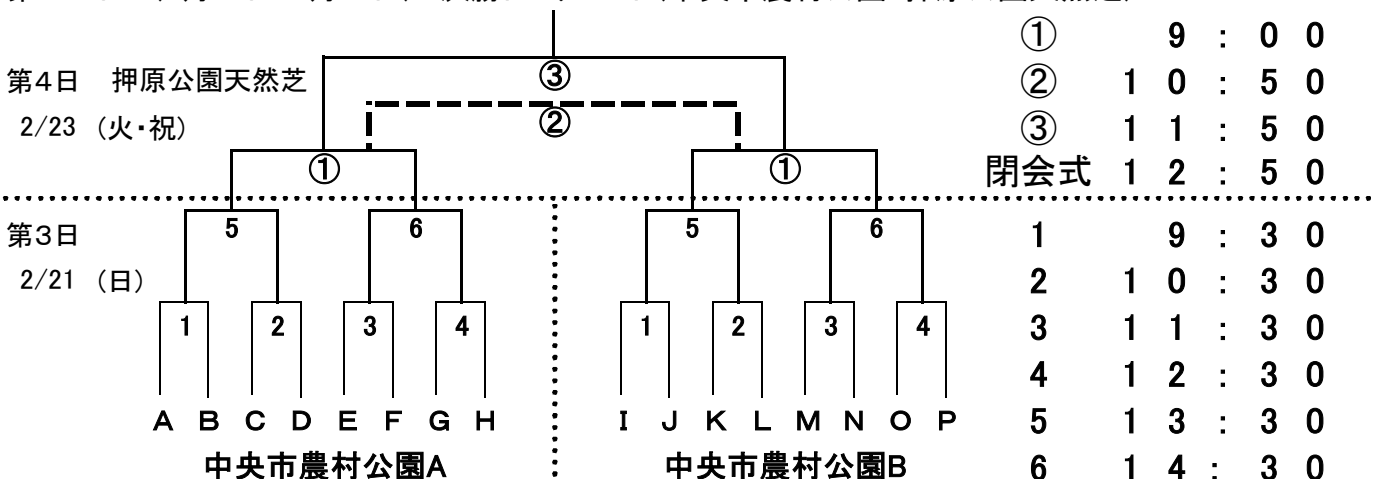 ① 9:00
第4日 押原公園天然芝 ③ ② 10:50
2/23 (火・祝) ② ③ 11:50
① ① 閉会式 12:50
第3日 5 6 5 6 1 9:30
2/21 (日) 2 10:30
1 2 3 4 1 2 3 4 3 11:30
4 12:30
A B C D E F G H I J K L M N O P 5 13:30
中央市農村公園A 中央市農村公園B 6 14:30